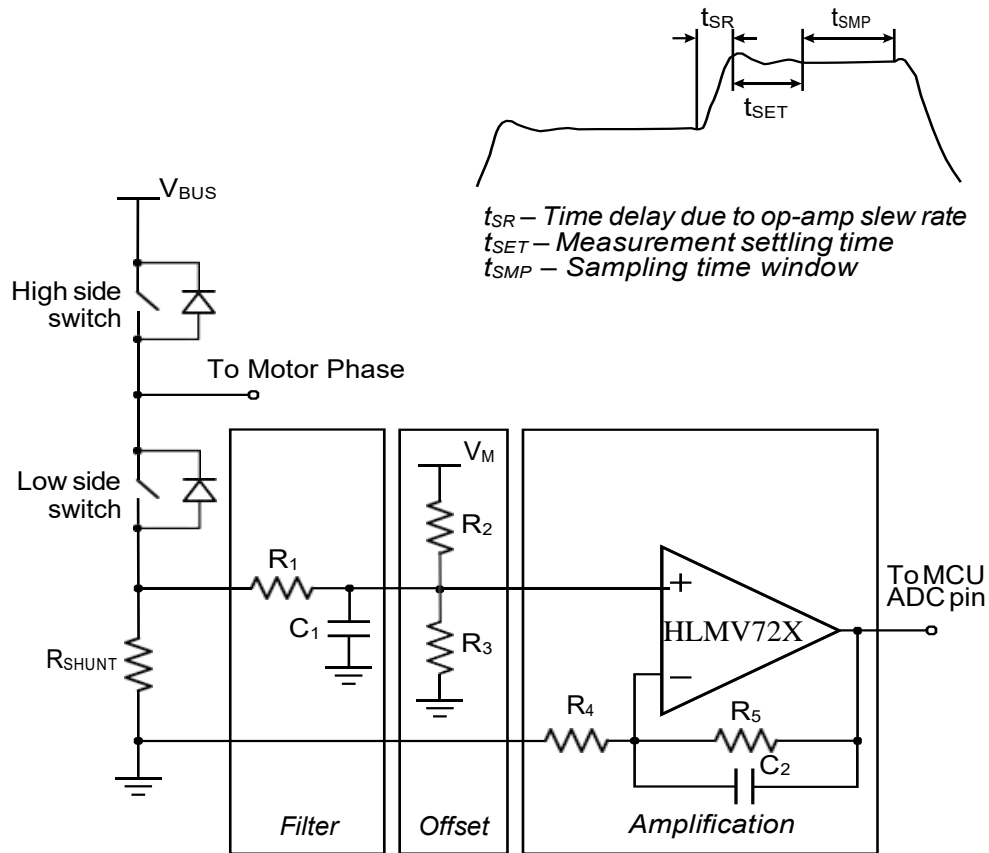 tSR
tSMP
tSET
tSR – Time delay due to op-amp slew rate
tSET – Measurement settling time
tSMP – Sampling time window
VBUS
High side
switch
To Motor Phase
Low side
switch
VM
R2
R1
C1
R3
RSHUNT
+
HLMV72X
−
To MCU
ADC pin
R4
R5
C2
Filter
Offset
Amplification